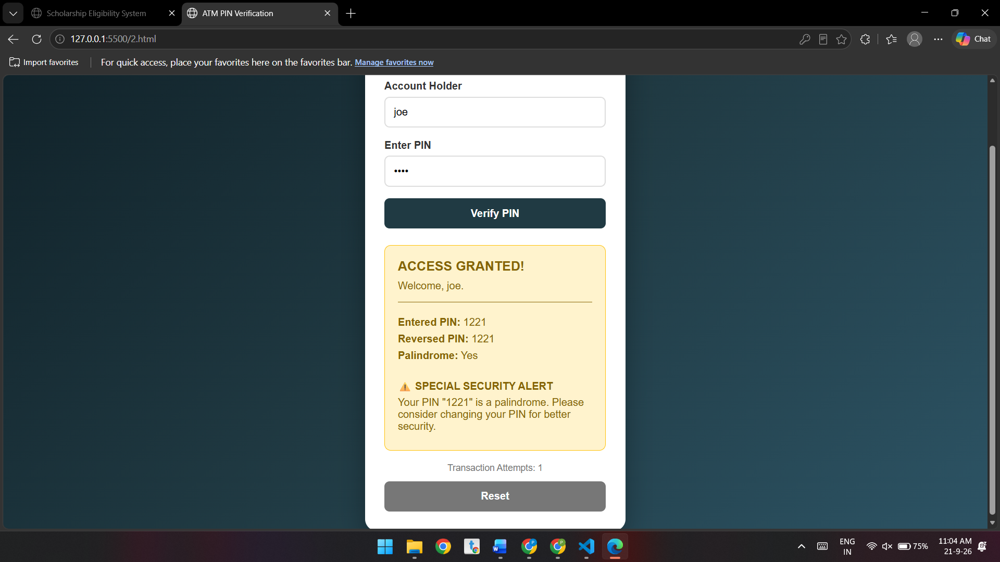 Scholarship Eligibility System
ATM PIN Verification
127.0.0.1:5500/2.html
Chat
Import favorites
For quick access, place your favorites here on the favorites bar. Manage favorites now
Account Holder
joe
Enter PIN
••••
Verify PIN
ACCESS GRANTED!
Welcome, joe.
Entered PIN: 1221
Reversed PIN: 1221
Palindrome: Yes
⚠️ SPECIAL SECURITY ALERT
Your PIN "1221" is a palindrome. Please
consider changing your PIN for better
security.
Transaction Attempts: 1
Reset
ENG
IN
75%
11:04 AM
21-9-26